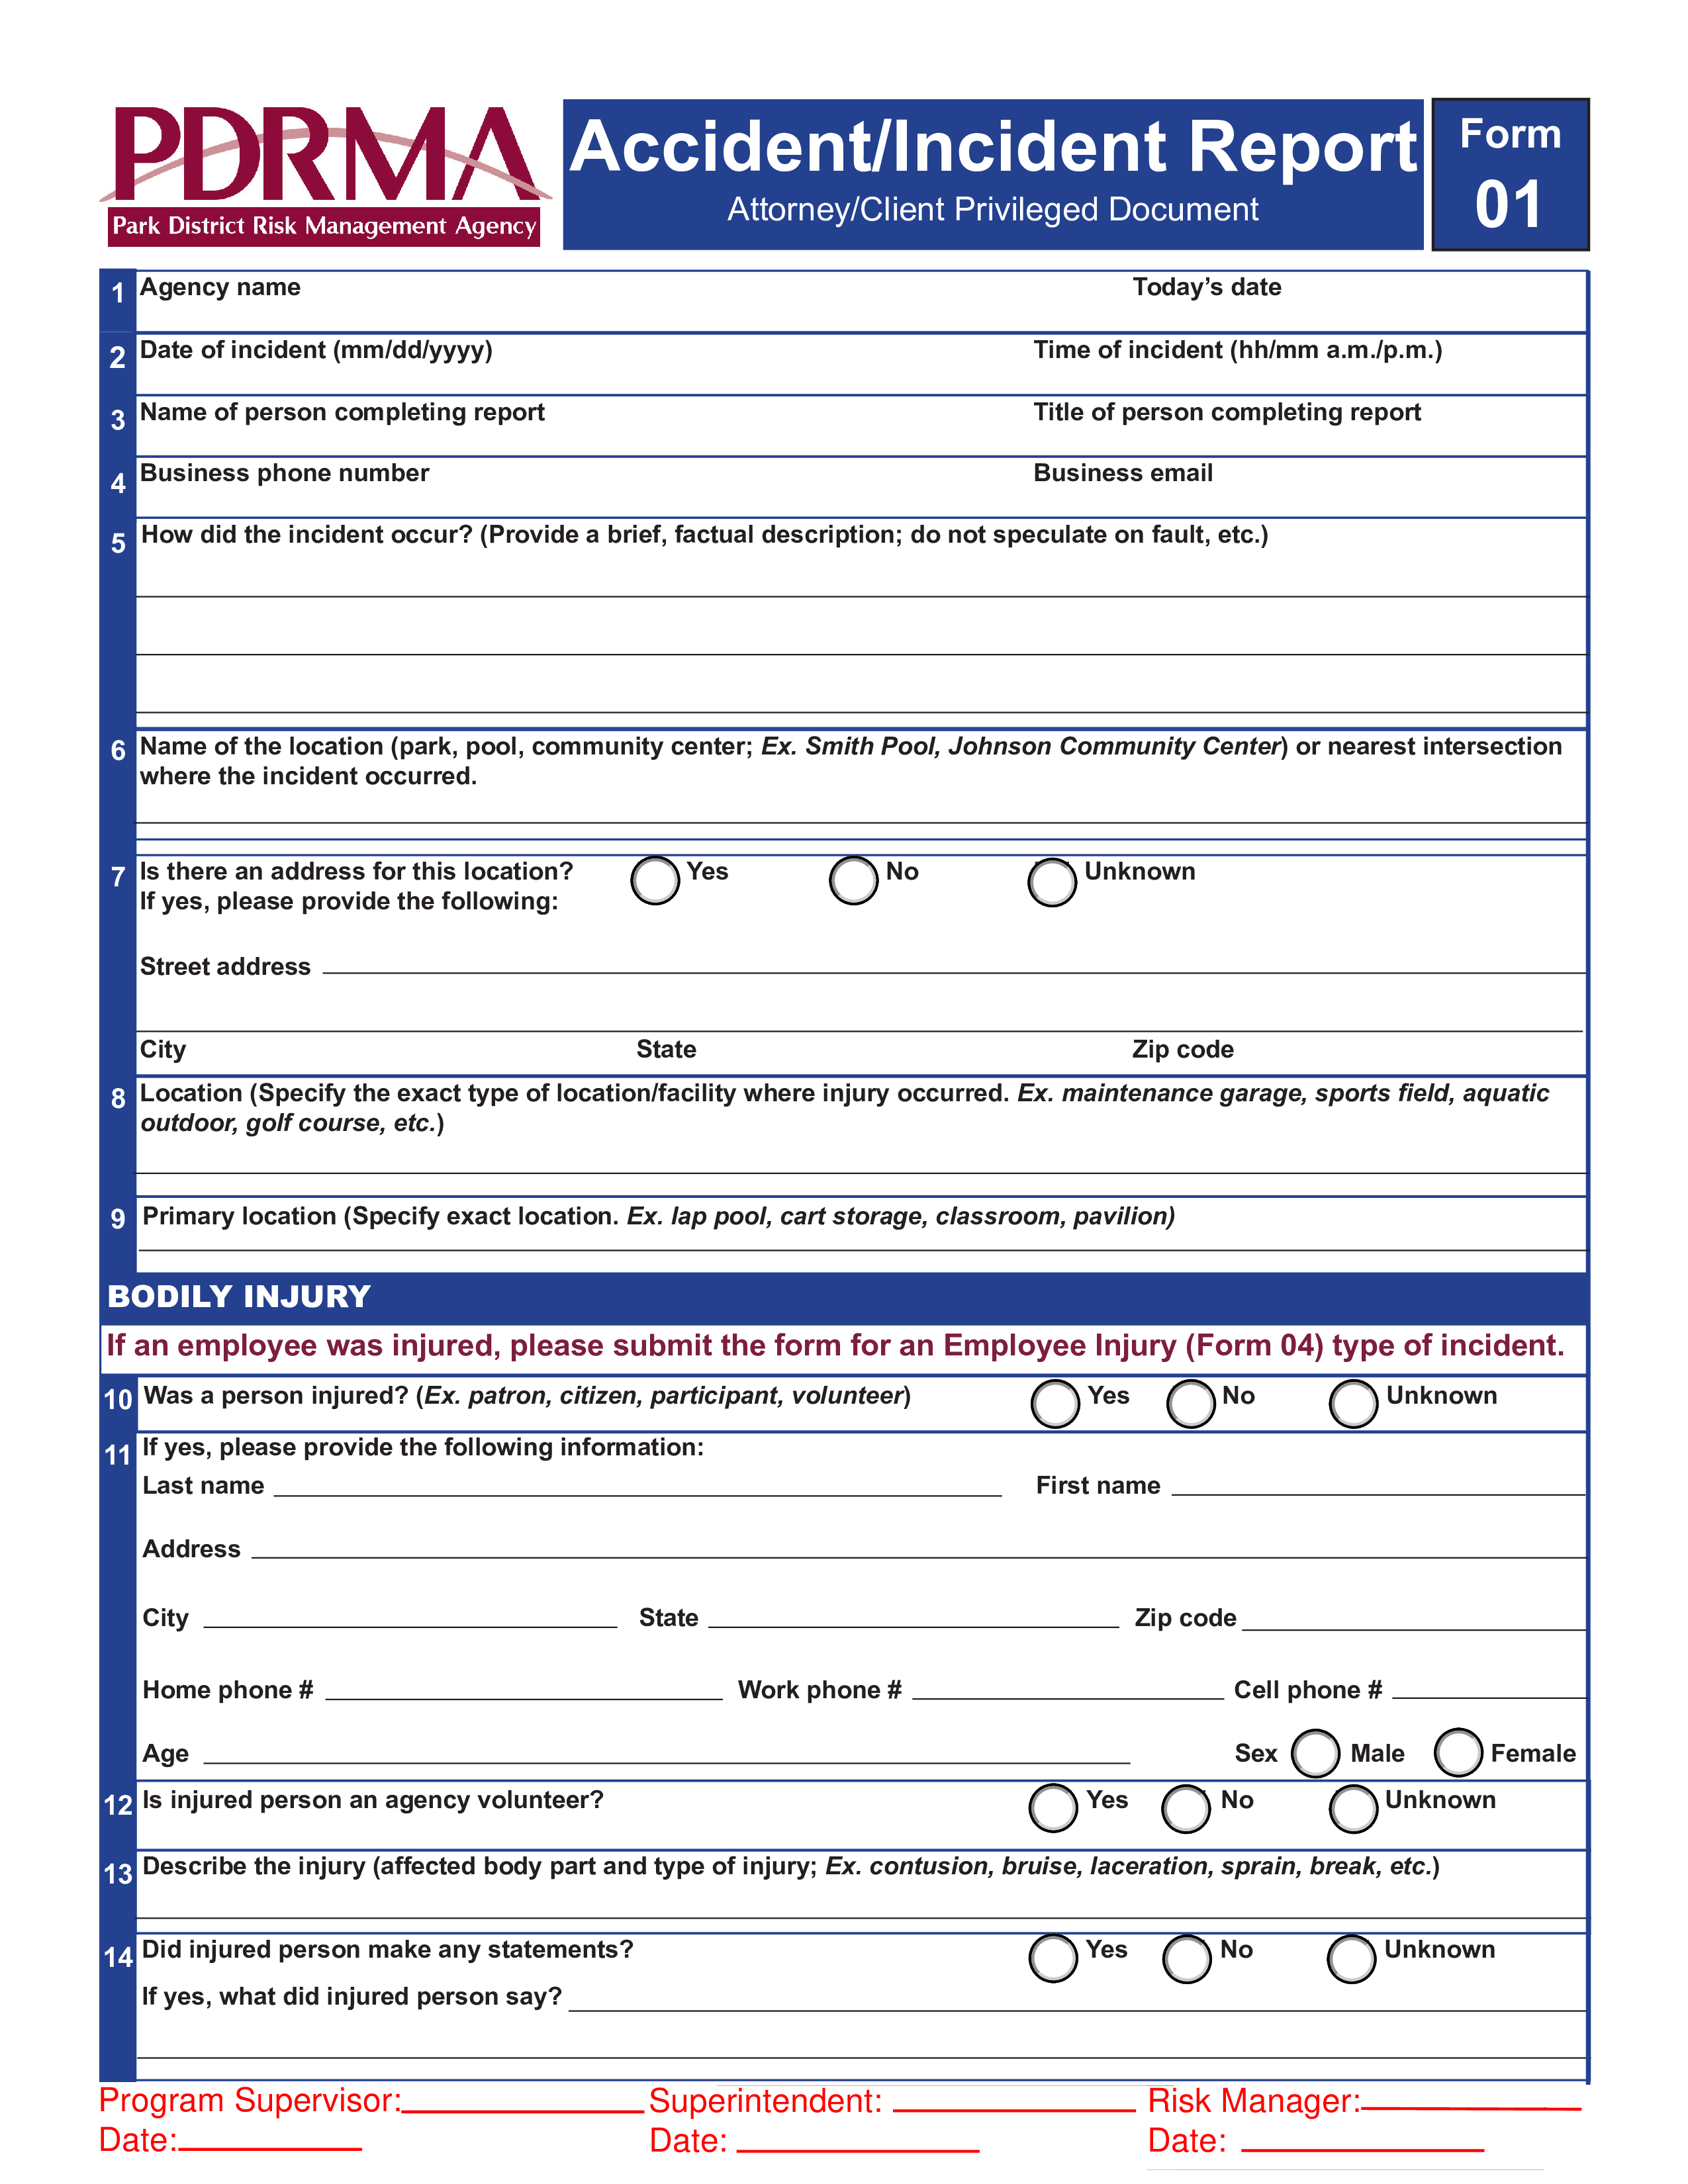 PDRMA
Park District Risk Management Agency
Accident/Incident Report
Attorney/Client Privileged Document
Form
01
1 Agency name Today’s date
2 Date of incident (mm/dd/yyyy) Time of incident (hh/mm a.m./p.m.)
3 Name of person completing report Title of person completing report
4 Business phone number Business email
5 How did the incident occur? (Provide a brief, factual description; do not speculate on fault, etc.)
6 Name of the location (park, pool, community center; Ex. Smith Pool, Johnson Community Center) or nearest intersection
where the incident occurred.
7 Is there an address for this location? Yes No Unknown
If yes, please provide the following:
Street address
City State Zip code
8 Location (Specify the exact type of location/facility where injury occurred. Ex. maintenance garage, sports field, aquatic
outdoor, golf course, etc.)
9 Primary location (Specify exact location. Ex. lap pool, cart storage, classroom, pavilion)
BODILY INJURY
If an employee was injured, please submit the form for an Employee Injury (Form 04) type of incident.
10 Was a person injured? (Ex. patron, citizen, participant, volunteer) Yes No Unknown
11 If yes, please provide the following information:
Last name First name
Address
City State Zip code
Home phone # Work phone # Cell phone #
Age Sex Male Female
12 Is injured person an agency volunteer? Yes No Unknown
13 Describe the injury (affected body part and type of injury; Ex. contusion, bruise, laceration, sprain, break, etc.)
14 Did injured person make any statements? Yes No Unknown
If yes, what did injured person say?
Program Supervisor: Superintendent: Risk Manager:
Date: Date: Date: